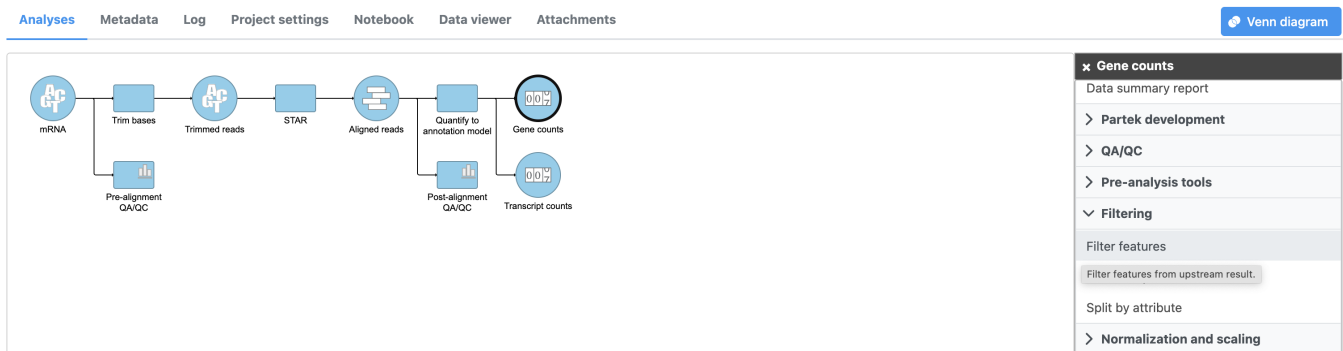 Analyses Metadata Log Project settings Notebook Data viewer Attachments Venn diagram
Gene counts
Data summary report
Partek development
QA/QC
Pre-analysis tools
Filtering
Filter features
Filter features from upstream result.
Split by attribute
Normalization and scaling
mRNA
Trim bases
Trimmed reads
STAR
Aligned reads
Quantify to
annotation model
Gene counts
Pre-alignment
QA/QC
Post-alignment
QA/QC
Transcript counts